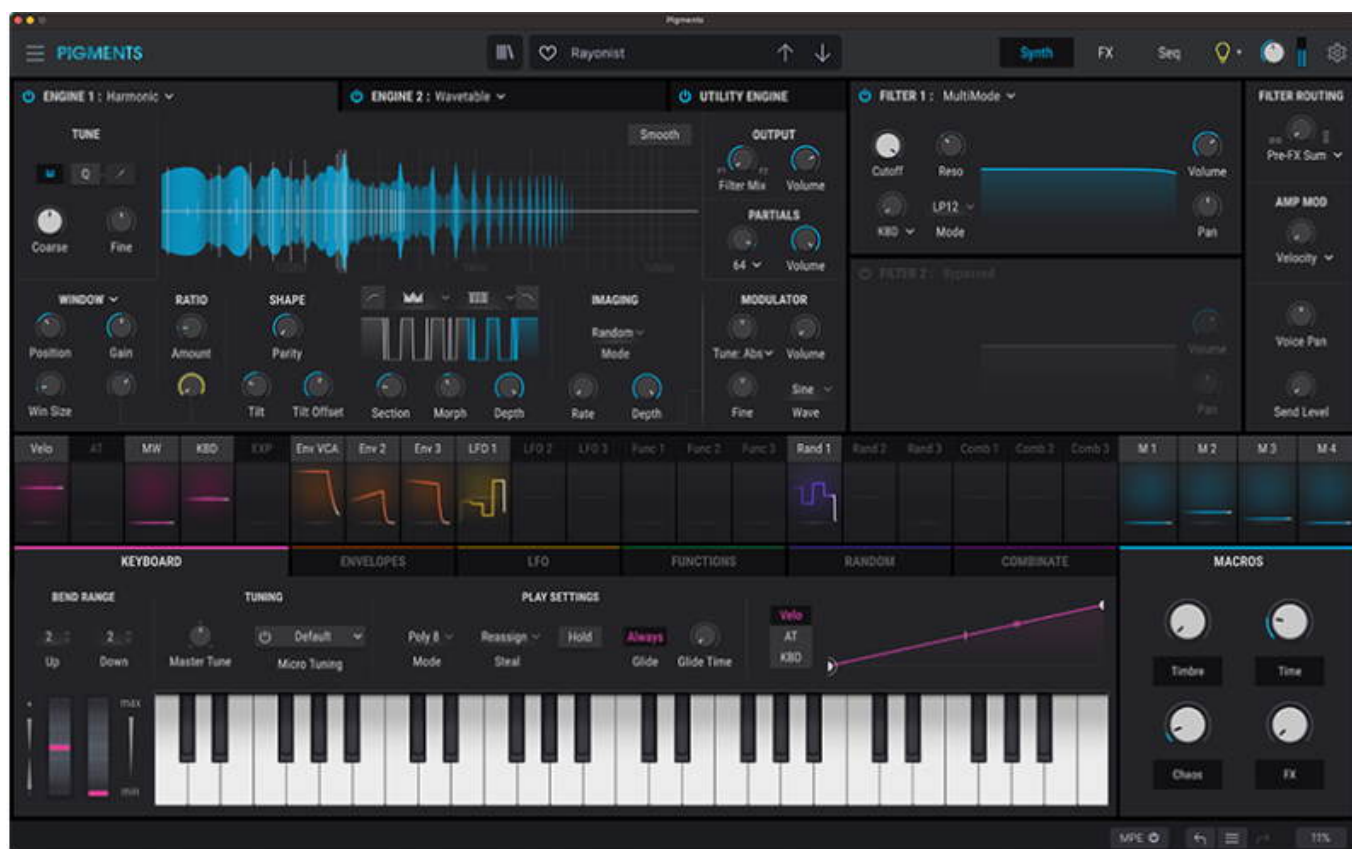 Pigments
PIGMENTS
Rayonist
Synth FX Seq
ENGINE 1 : Harmonic
ENGINE 2 : Wavetable
UTILITY ENGINE
FILTER 1 : MultiMode
FILTER ROUTING
TUNE
Smooth
OUTPUT
Q
F1 F2
Filter Mix Volume
Cutoff Reso
Volume
Pre-FX Sum
Coarse Fine
PARTIALS
64 Volume
KBD
LP12
Mode
Pan
AMP MOD
Velocity
FILTER 2 : Bypassed
WINDOW RATIO SHAPE IMAGING MODULATOR
Position Gain Amount Parity
Random
Mode
Tune: Abs Volume
Volume
Voice Pan
Win Size Tilt Tilt Offset Section Morph Depth Rate Depth
Fine
Sine
Wave
Pan
Send Level
Velo AT MW KBD EXP Env VCA Env 2 Env 3 LFO 1 LFO 2 LFO 3 Func 1 Func 2 Func 3 Rand 1 Rand 2 Rand 3 Comb 1 Comb 2 Comb 3 M 1 M 2 M 3 M 4
KEYBOARD ENVELOPES LFO FUNCTIONS RANDOM COMBINATE MACROS
BEND RANGE TUNING PLAY SETTINGS
2 2
Up Down
Master Tune
Default
Micro Tuning
Poly 8
Mode
Reassign
Steal
Hold
Always
Glide Glide Time
Velo
AT
KBD
Timbre Time
max
min
Chaos FX
MPE
11%